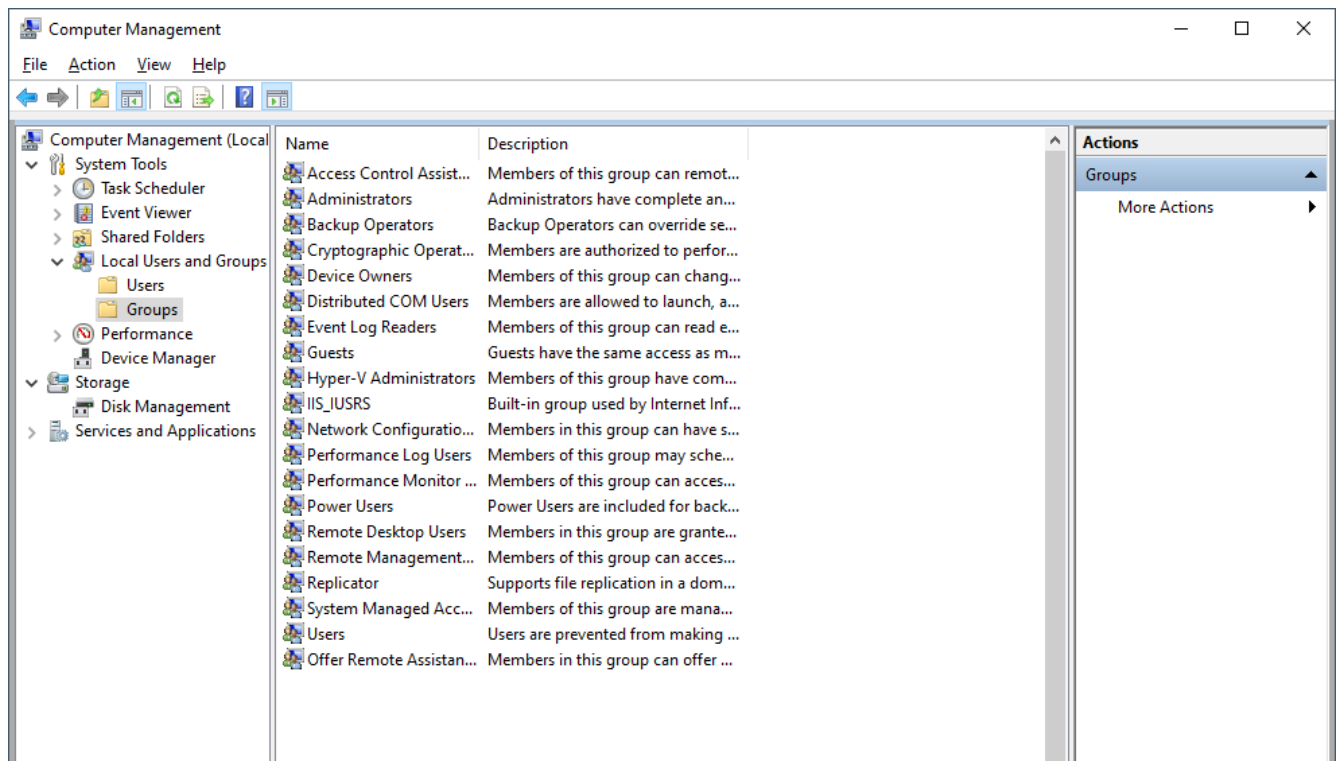 Computer Management
File Action View Help
Computer Management (Local
System Tools
Task Scheduler
Event Viewer
Shared Folders
Local Users and Groups
Users
Groups
Performance
Device Manager
Storage
Disk Management
Services and Applications
Name Description
Access Control Assist... Members of this group can remot...
Administrators Administrators have complete an...
Backup Operators Backup Operators can override se...
Cryptographic Operat... Members are authorized to perfor...
Device Owners Members of this group can chang...
Distributed COM Users Members are allowed to launch, a...
Event Log Readers Members of this group can read e...
Guests Guests have the same access as m...
Hyper-V Administrators Members of this group have com...
IIS_IUSRS Built-in group used by Internet Inf...
Network Configuratio... Members in this group can have s...
Performance Log Users Members of this group may sche...
Performance Monitor ... Members of this group can acces...
Power Users Power Users are included for back...
Remote Desktop Users Members in this group are grante...
Remote Management... Members of this group can acces...
Replicator Supports file replication in a dom...
System Managed Acc... Members of this group are mana...
Users Users are prevented from making ...
Offer Remote Assistan... Members in this group can offer ...
Actions
Groups
More Actions